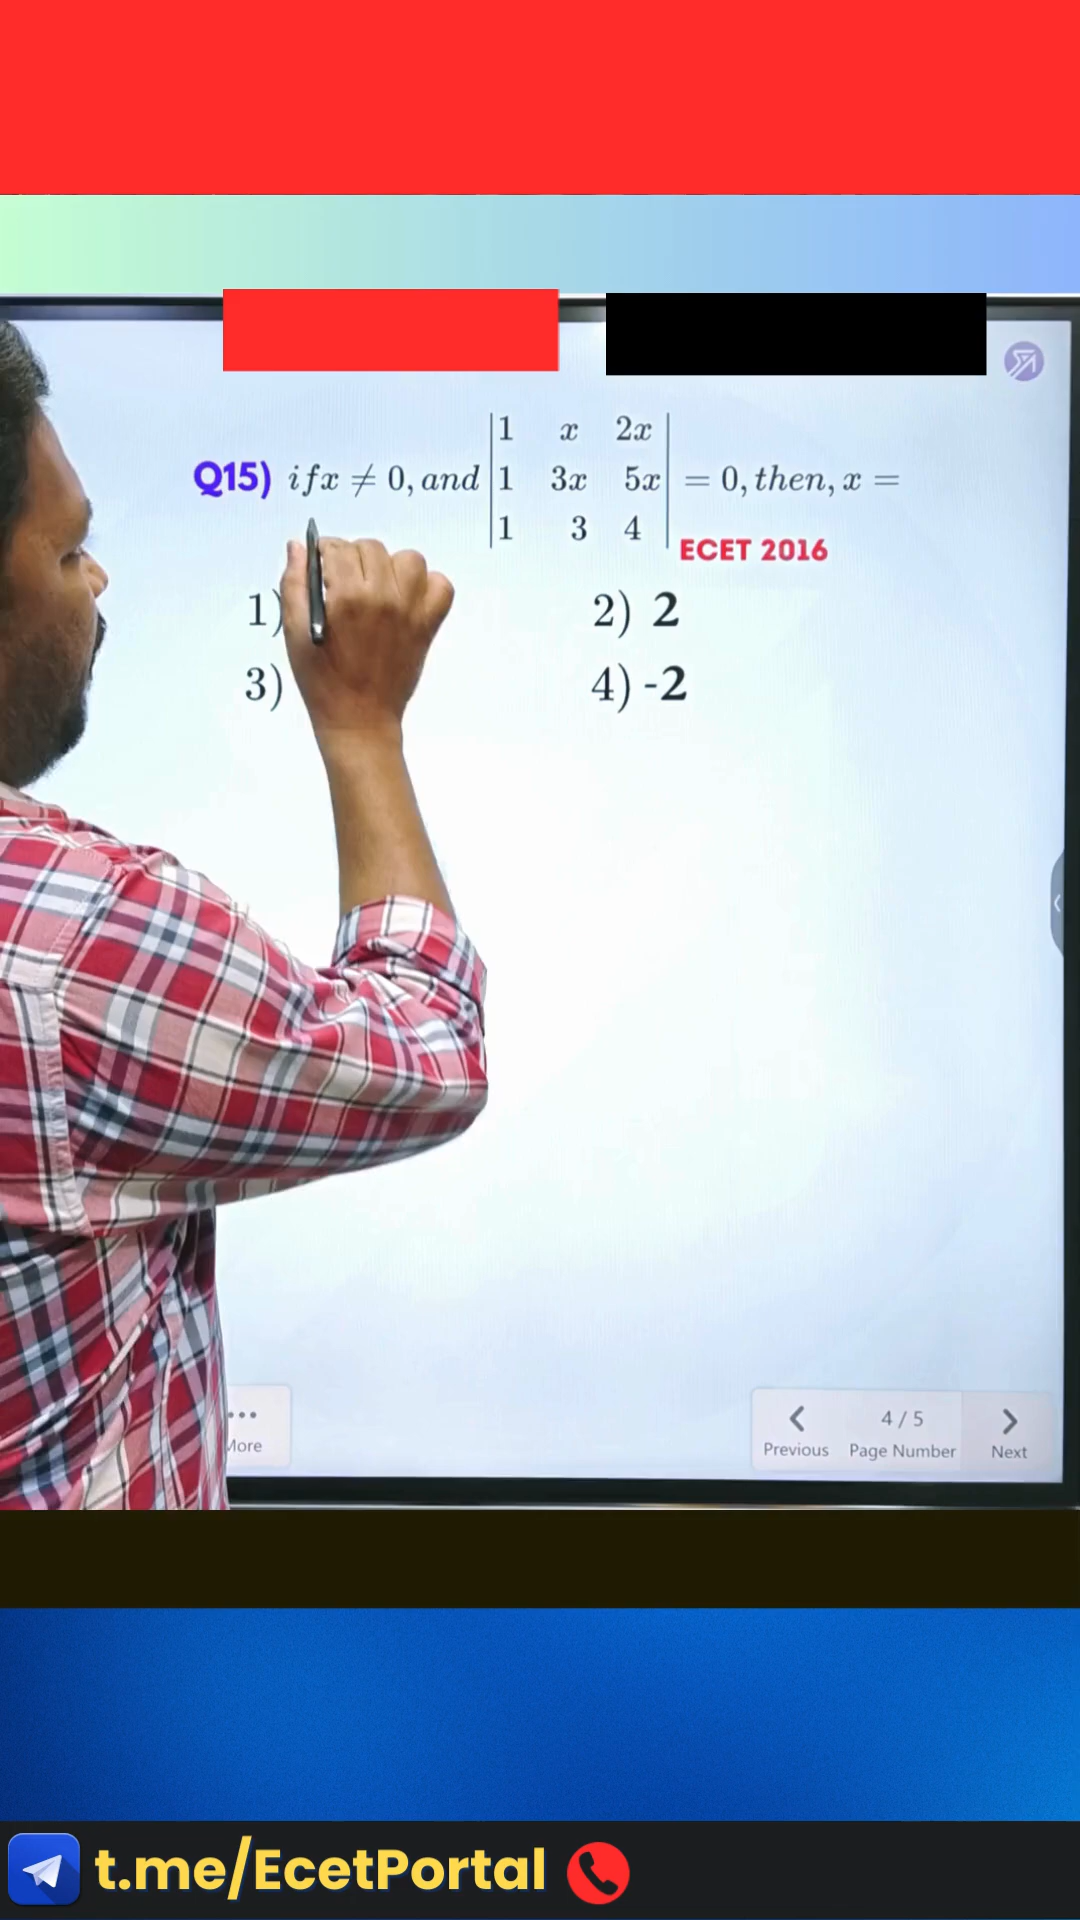 1 x 2x
Q15) if x ≠ 0, and 1 3x 5x = 0, then, x =
1 3 4
ECET 2016
1) 2) 2
3) 4) -2
More
4 / 5
Previous Page Number Next
t.me/EcetPortal